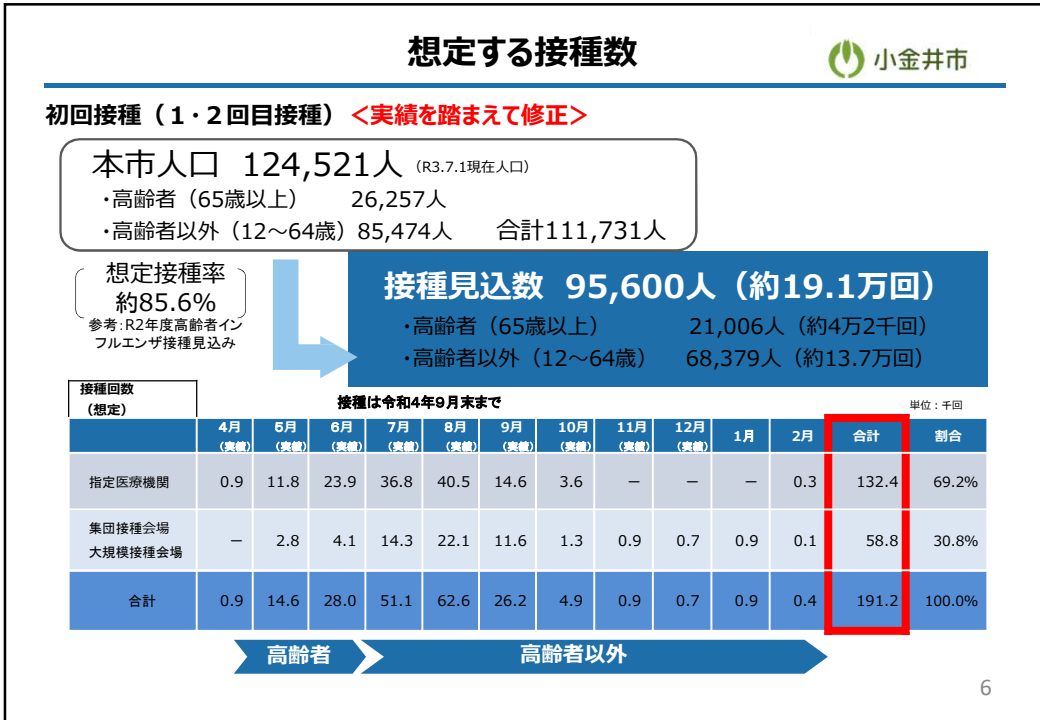 想定する接種数
小金井市
初回接種（1・2回目接種）＜実績を踏まえて修正＞
本市人口 124,521人（R3.7.1現在人口）
・高齢者（65歳以上） 26,257人
・高齢者以外（12～64歳）85,474人 合計111,731人
想定接種率
約85.6%
参考:R2年度高齢者イン
フルエンザ接種見込み
接種見込数 95,600人（約19.1万回）
・高齢者（65歳以上） 21,006人（約4万2千回）
・高齢者以外（12～64歳） 68,379人（約13.7万回）
接種回数
（想定）
接種は令和4年9月末まで
単位：千回
4月 5月 6月 7月 8月 9月 10月 11月 12月 1月 2月 合計 割合
（実績） （実績） （実績） （実績） （実績） （実績） （実績） （実績） （実績）
指定医療機関 0.9 11.8 23.9 36.8 40.5 14.6 3.6 － － － 0.3 132.4 69.2%
集団接種会場
大規模接種会場 － 2.8 4.1 14.3 22.1 11.6 1.3 0.9 0.7 0.9 0.1 58.8 30.8%
合計 0.9 14.6 28.0 51.1 62.6 26.2 4.9 0.9 0.7 0.9 0.4 191.2 100.0%
高齢者 高齢者以外
6